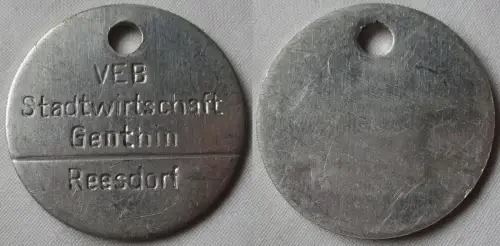 VEB
Stadtwirtschaft
Genthin
Reesdorf